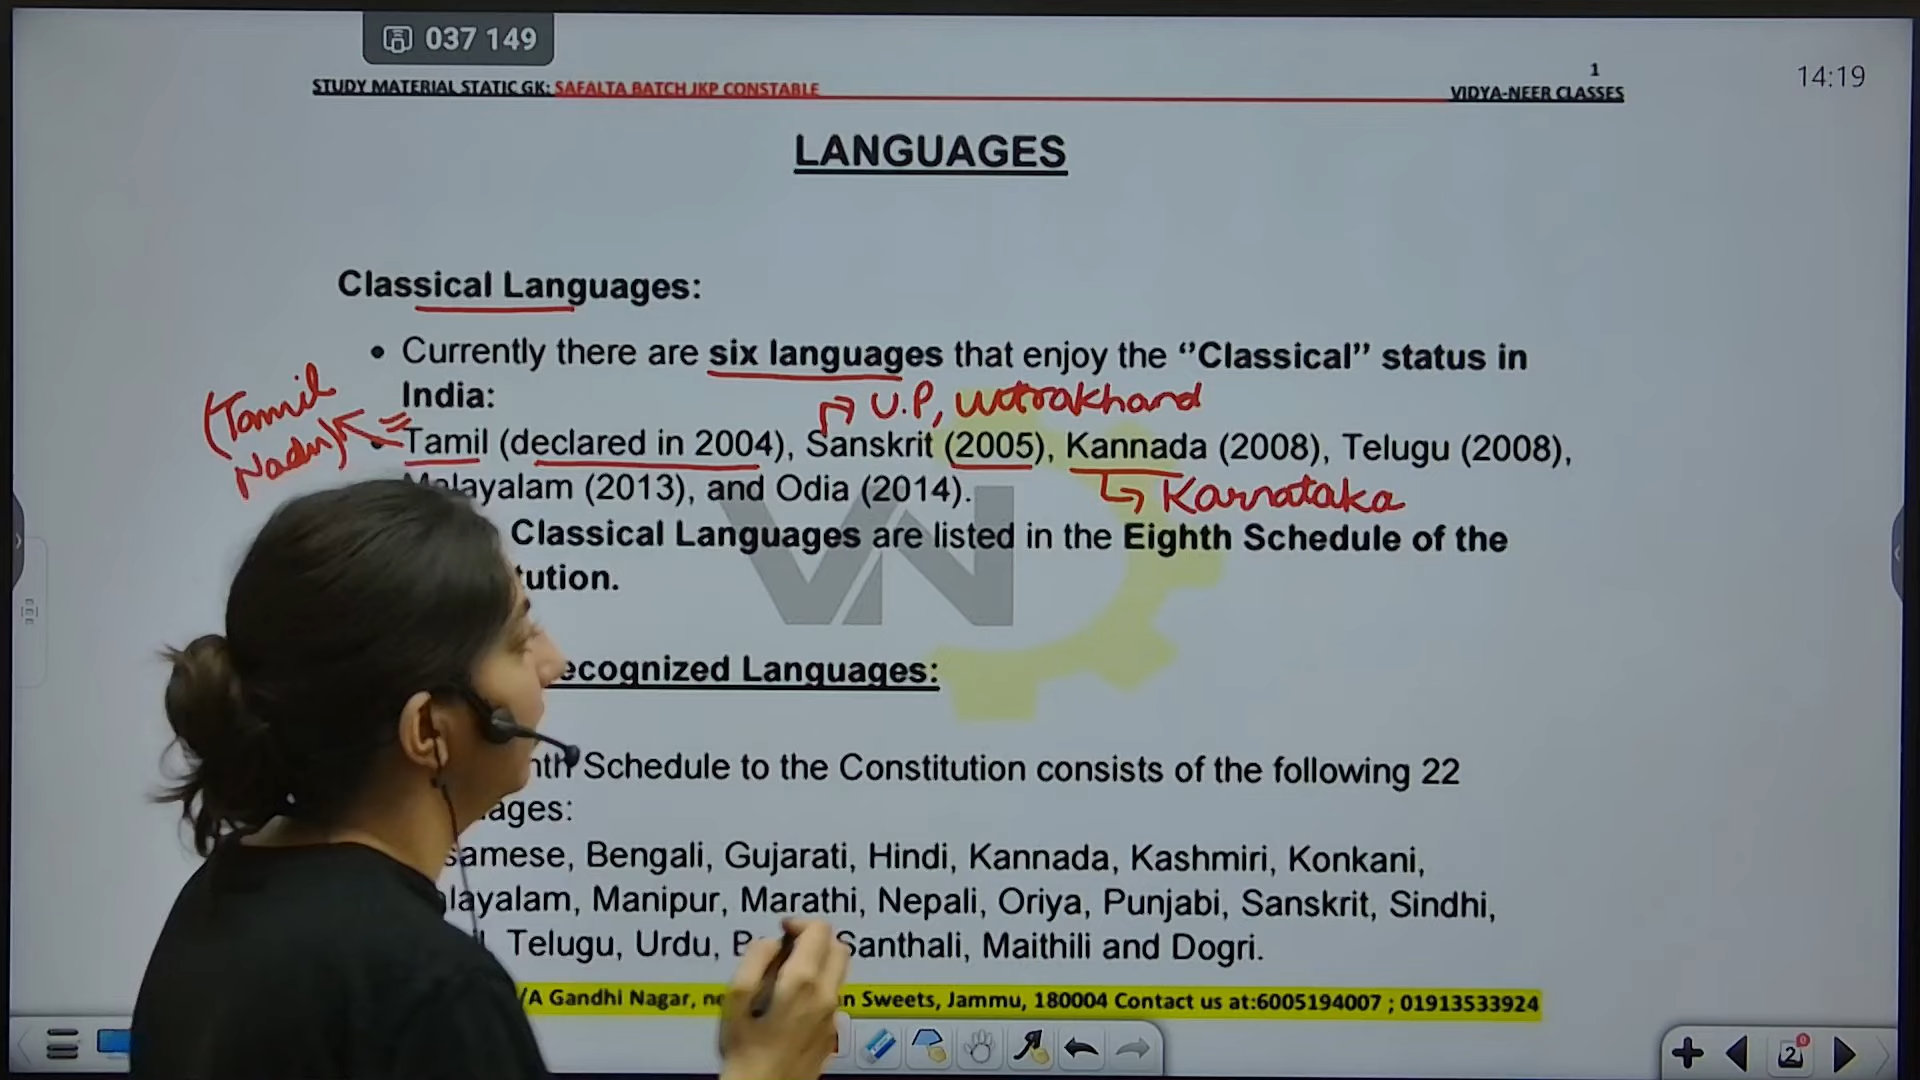 037 149
14:19
1
STUDY MATERIAL STATIC GK: SAFALTA BATCH JKP CONSTABLE VIDYA-NEER CLASSES
LANGUAGES
Classical Languages:
• Currently there are six languages that enjoy the ‘‘Classical’’ status in
India:
U.P, Uttrakhand
(Tamil
Nadu)
• Tamil (declared in 2004), Sanskrit (2005), Kannada (2008), Telugu (2008),
Malayalam (2013), and Odia (2014).
Karnataka
Classical Languages are listed in the Eighth Schedule of the
tution.
ecognized Languages:
nth Schedule to the Constitution consists of the following 22
ages:
samese, Bengali, Gujarati, Hindi, Kannada, Kashmiri, Konkani,
layalam, Manipur, Marathi, Nepali, Oriya, Punjabi, Sanskrit, Sindhi,
Telugu, Urdu, Santhali, Maithili and Dogri.
/A Gandhi Nagar, Sweets, Jammu, 180004 Contact us at:6005194007 ; 01913533924
VN
2